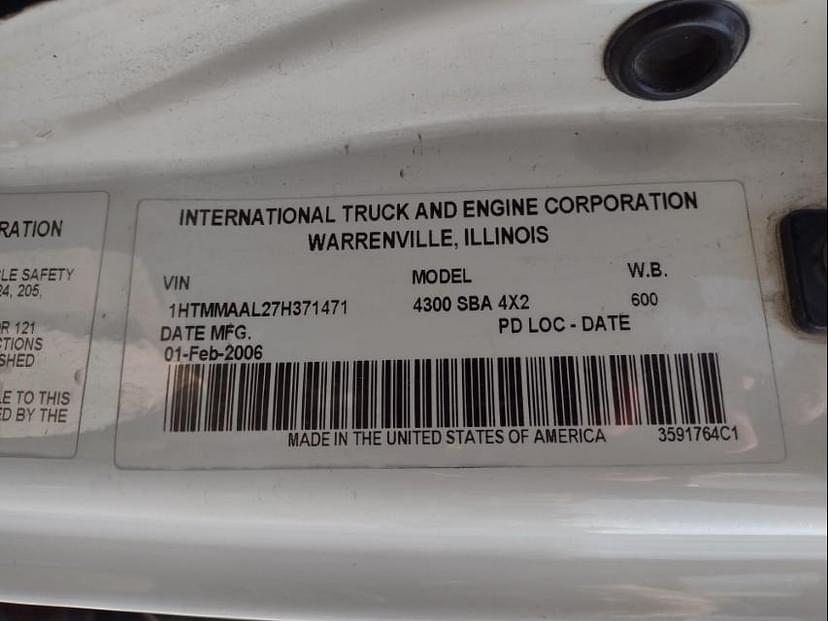 RATION
LE SAFETY
24, 205,
R 121
CTIONS
SHED
E TO THIS
ED BY THE
INTERNATIONAL TRUCK AND ENGINE CORPORATION
WARRENVILLE, ILLINOIS
VIN MODEL W.B.
1HTMMAAL27H371471 4300 SBA 4X2 600
DATE MFG. PD LOC - DATE
01-Feb-2006
MADE IN THE UNITED STATES OF AMERICA 3591764C1